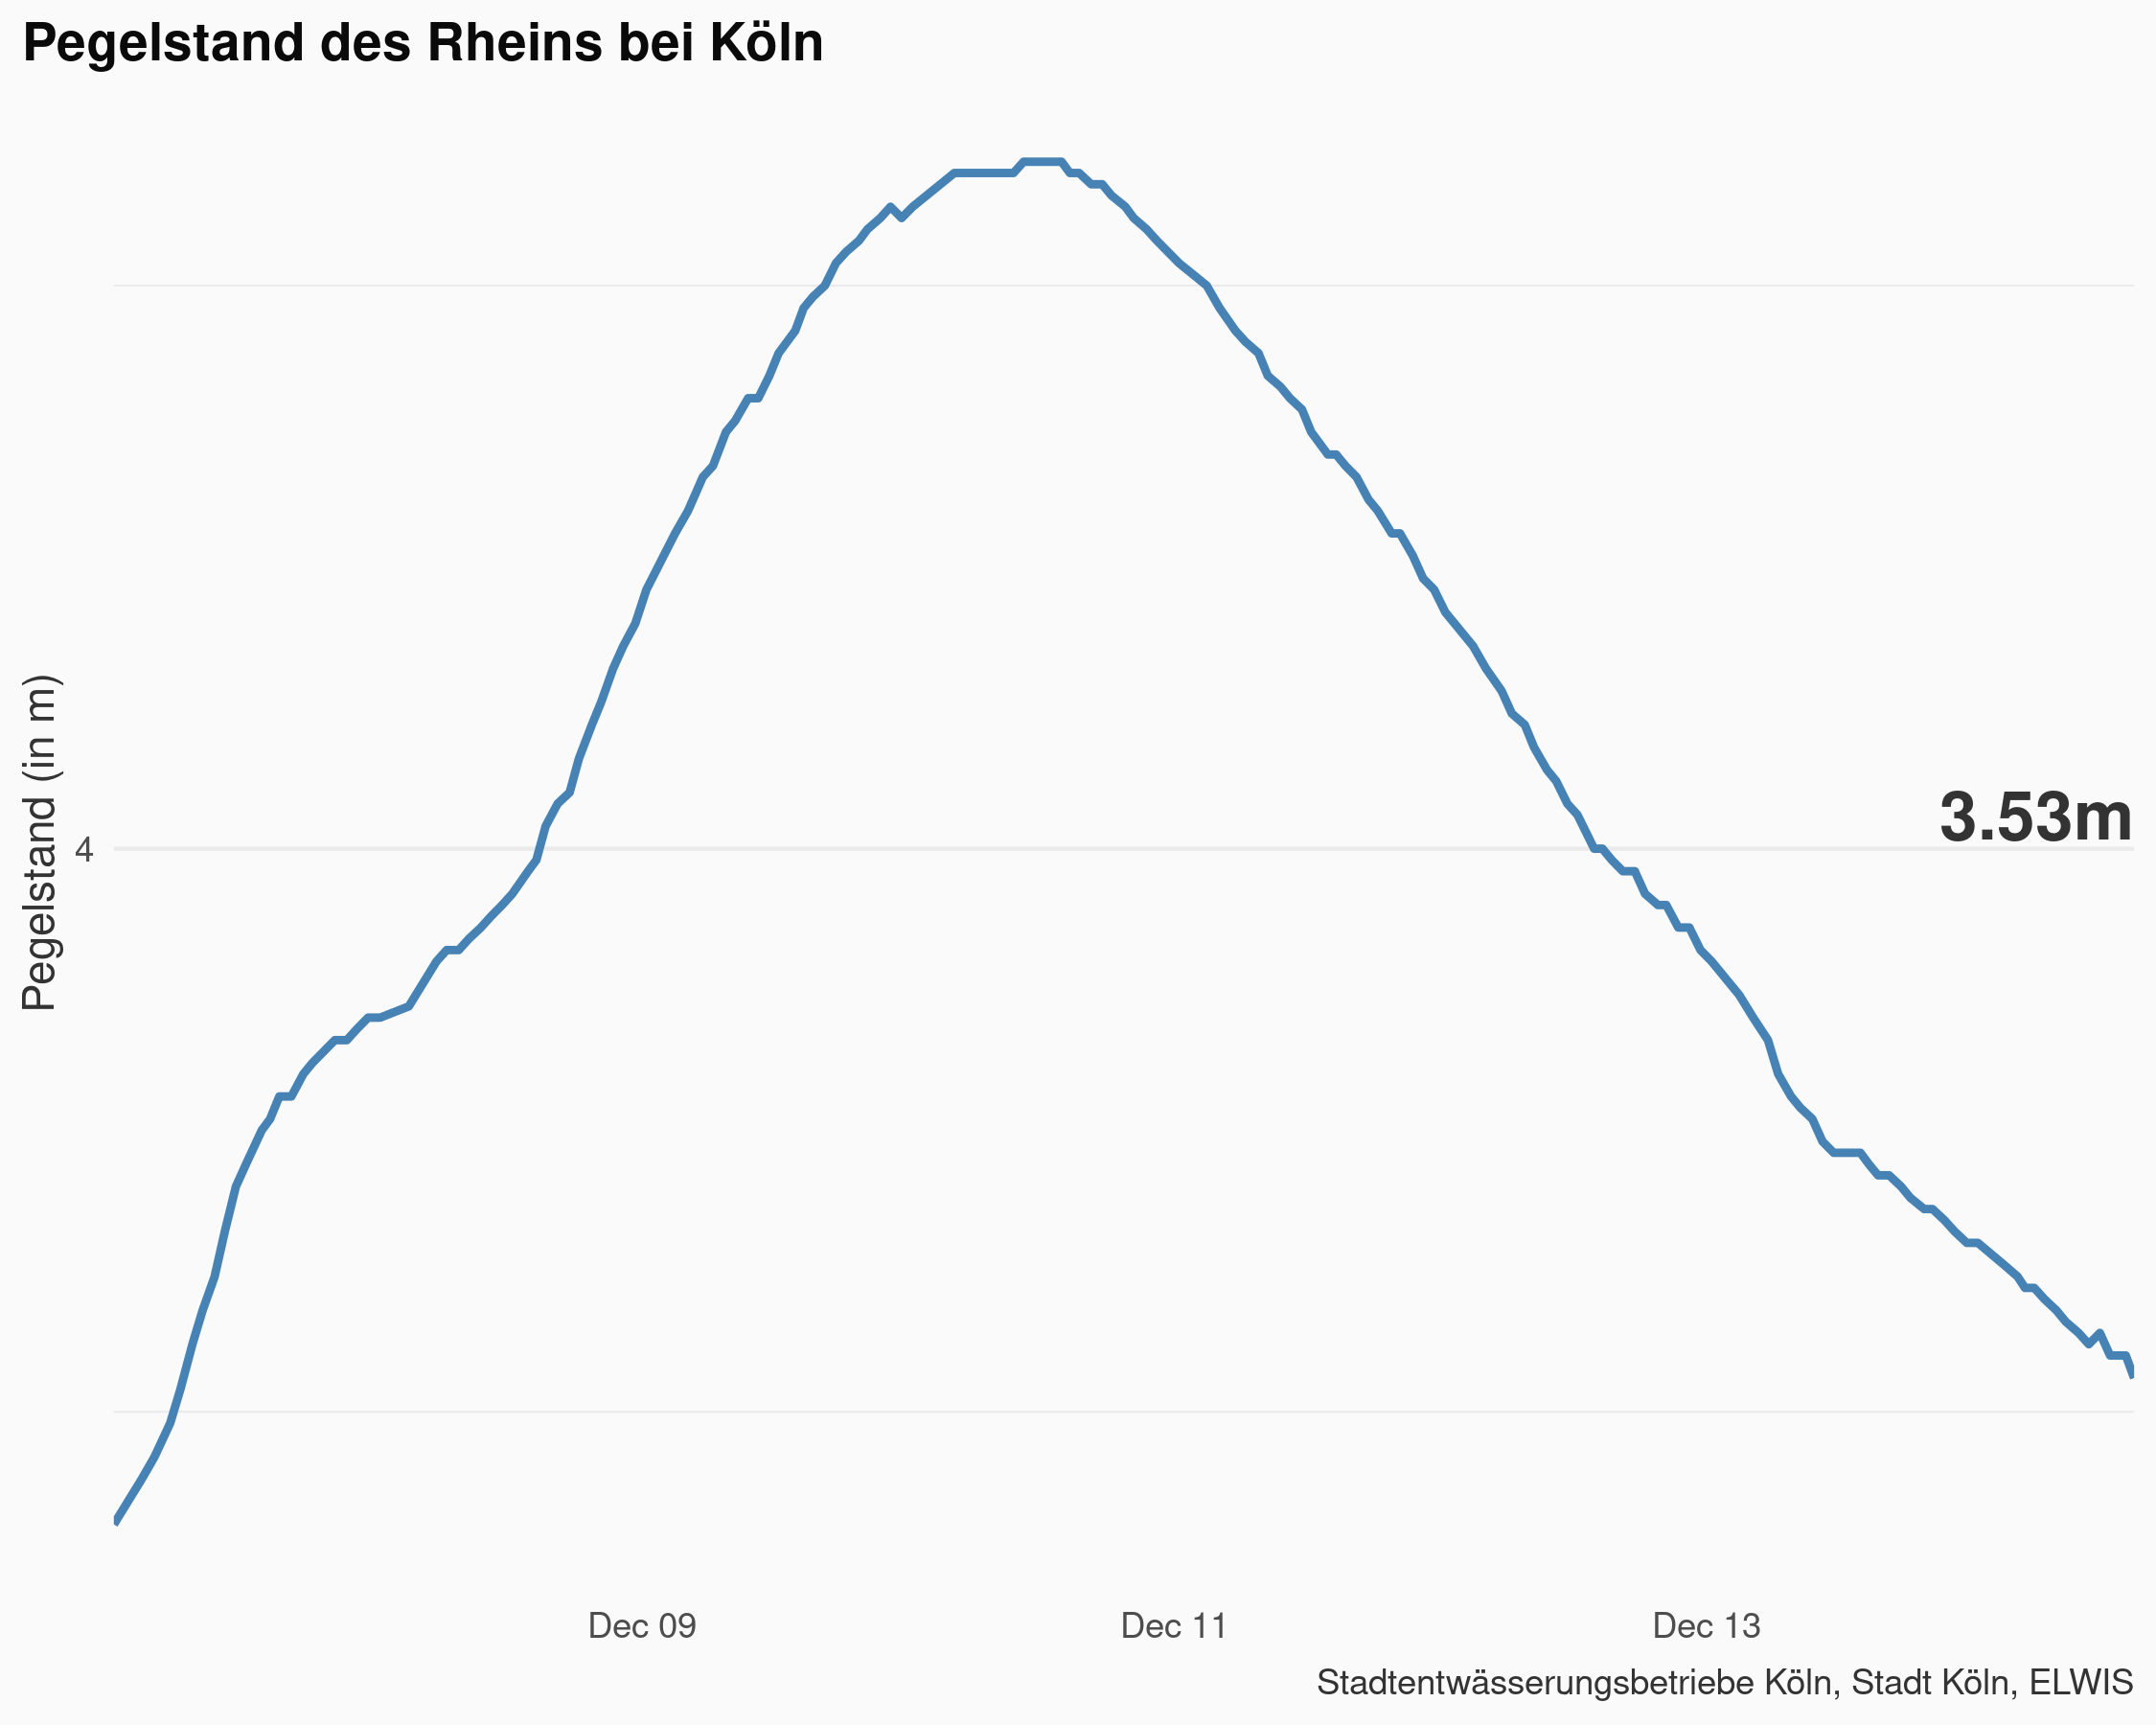 Pegelstand des Rheins bei Köln
Pegelstand (in m)
3.53m
4
Dec 09
Dec 11
Dec 13
Stadtentwässerungsbetriebe Köln, Stadt Köln, ELWIS